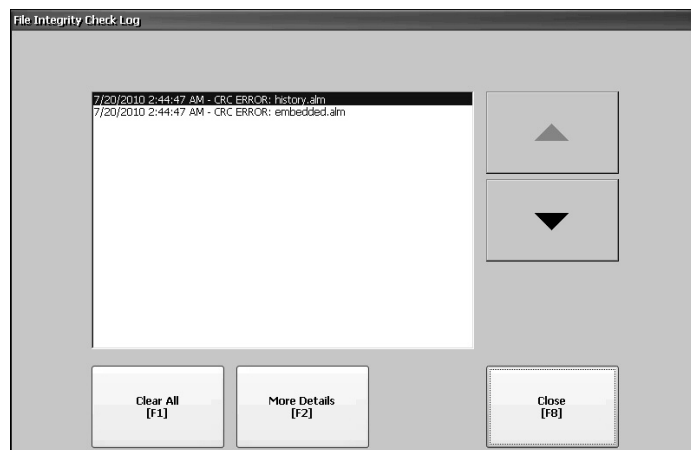 File Integrity Check Log
7/20/2010 2:44:47 AM - CRC ERROR: history.alm
7/20/2010 2:44:47 AM - CRC ERROR: embedded.alm
Clear All
[F1]
More Details
[F2]
Close
[F8]